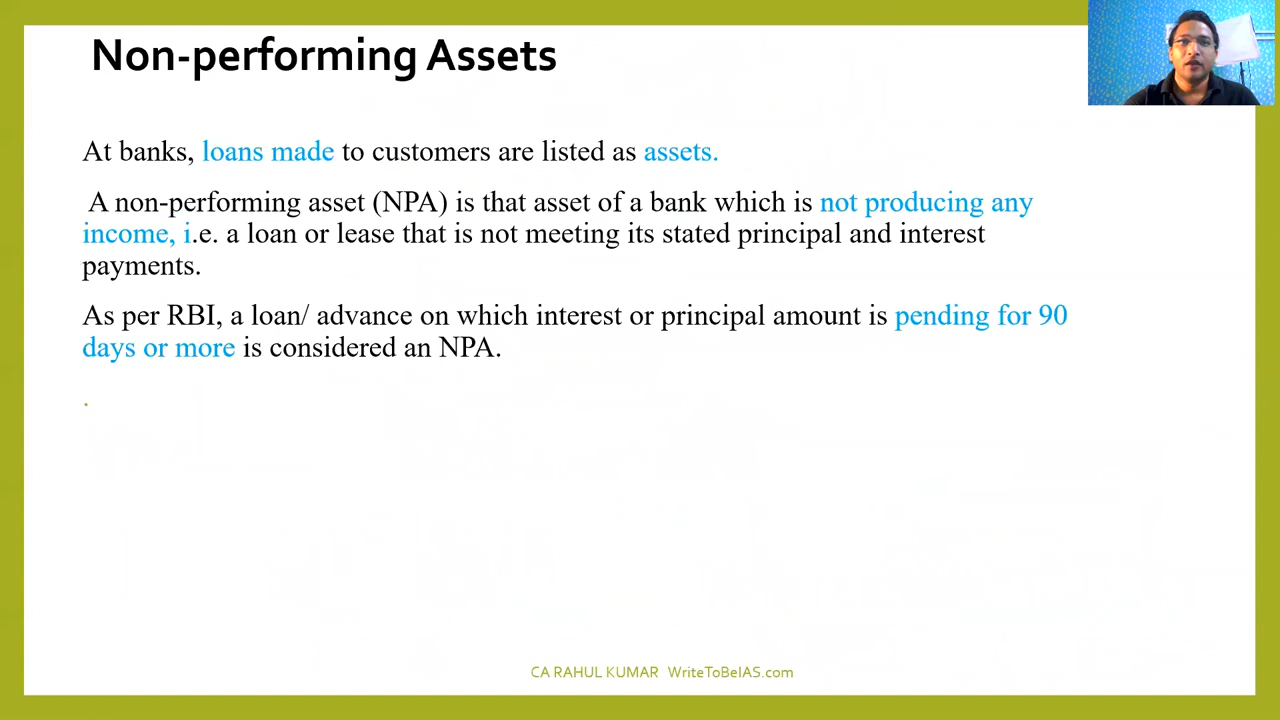 Non-performing Assets
At banks, loans made to customers are listed as assets.
A non-performing asset (NPA) is that asset of a bank which is not producing any
income, i.e. a loan or lease that is not meeting its stated principal and interest
payments.
As per RBI, a loan/ advance on which interest or principal amount is pending for 90
days or more is considered an NPA.
.
CA RAHUL KUMAR WriteToBeIAS.com